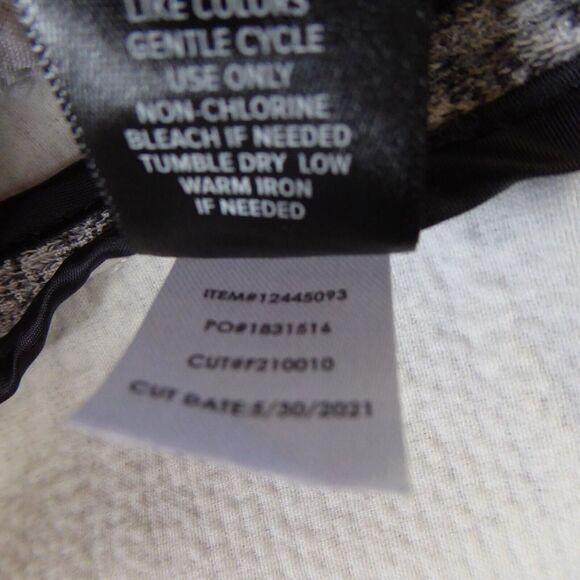 LIKE COLORS
GENTLE CYCLE
USE ONLY
NON-CHLORINE
BLEACH IF NEEDED
TUMBLE DRY LOW
WARM IRON
IF NEEDED
ITEM#12445093
PO#1831516
CUT#F210010
CUT DATE:5/30/2021